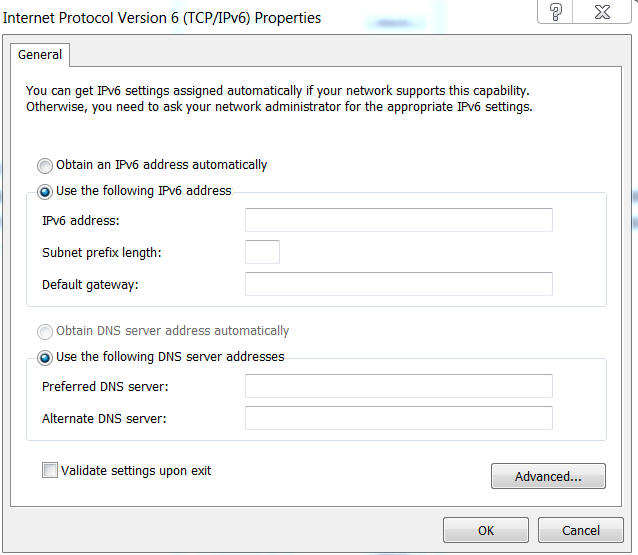 Internet Protocol Version 6 (TCP/IPv6) Properties
General
You can get IPv6 settings assigned automatically if your network supports this capability.
Otherwise, you need to ask your network administrator for the appropriate IPv6 settings.
Obtain an IPv6 address automatically
Use the following IPv6 address
IPv6 address:
Subnet prefix length:
Default gateway:
Obtain DNS server address automatically
Use the following DNS server addresses
Preferred DNS server:
Alternate DNS server:
Validate settings upon exit
Advanced...
OK
Cancel